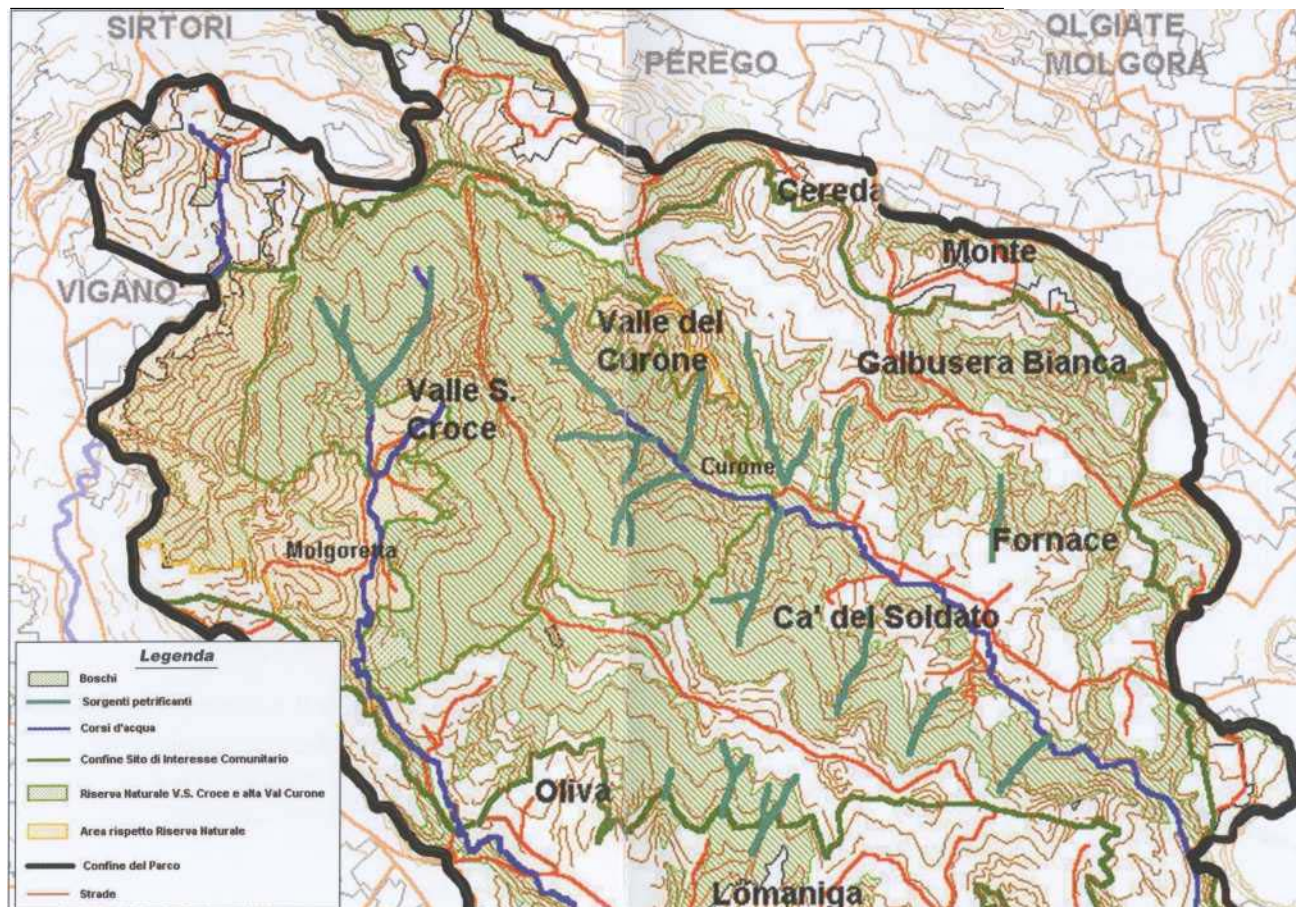 SIRTORI
PEREGO
OLGIATE
MOLGORA
Cereda
Monte
VIGANO
Valle del
Curone
Galbusera Bianca
Valle S.
Croce
Curone
Molgoretta
Fornace
Ca' del Soldato
Oliva
Lomaniga
Legenda
Boschi
Sorgenti petrificanti
Corsi d'acqua
Confine Sito di Interesse Comunitario
Riserva Naturale V.S. Croce e alta Val Curone
Area rispetto Riserva Naturale
Confine del Parco
Strade